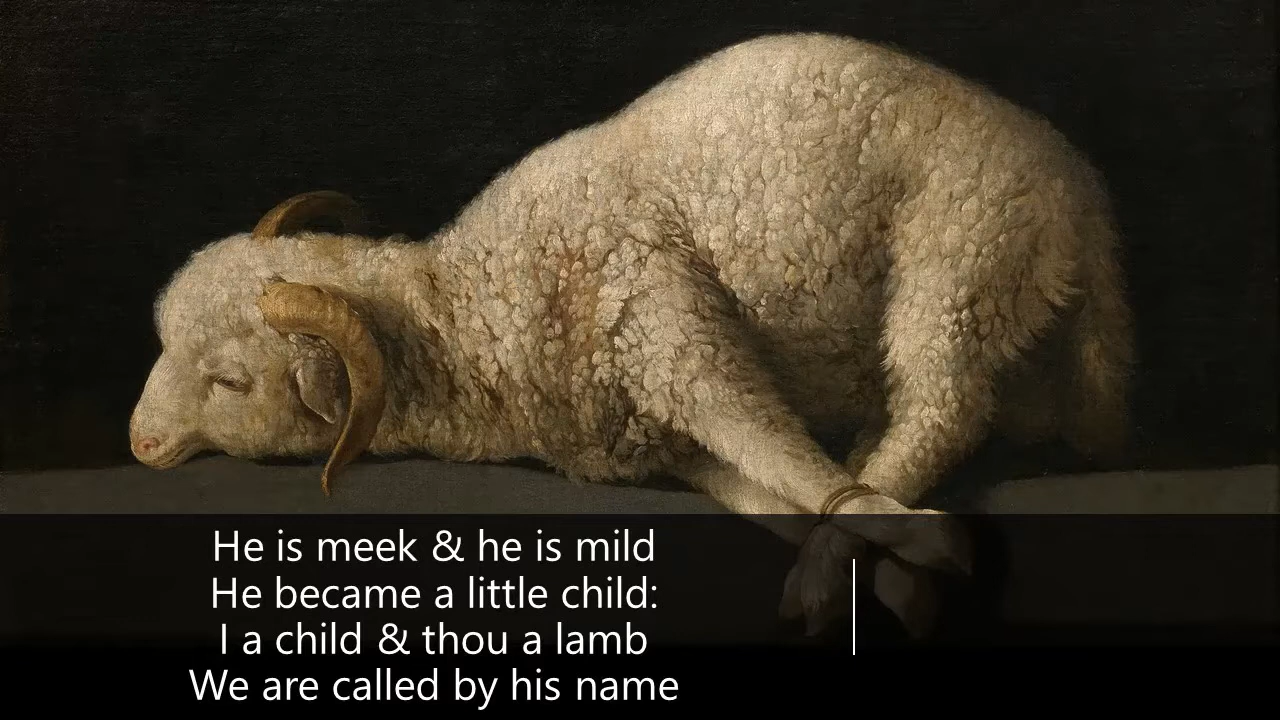 He is meek & he is mild
He became a little child:
I a child & thou a lamb
We are called by his name